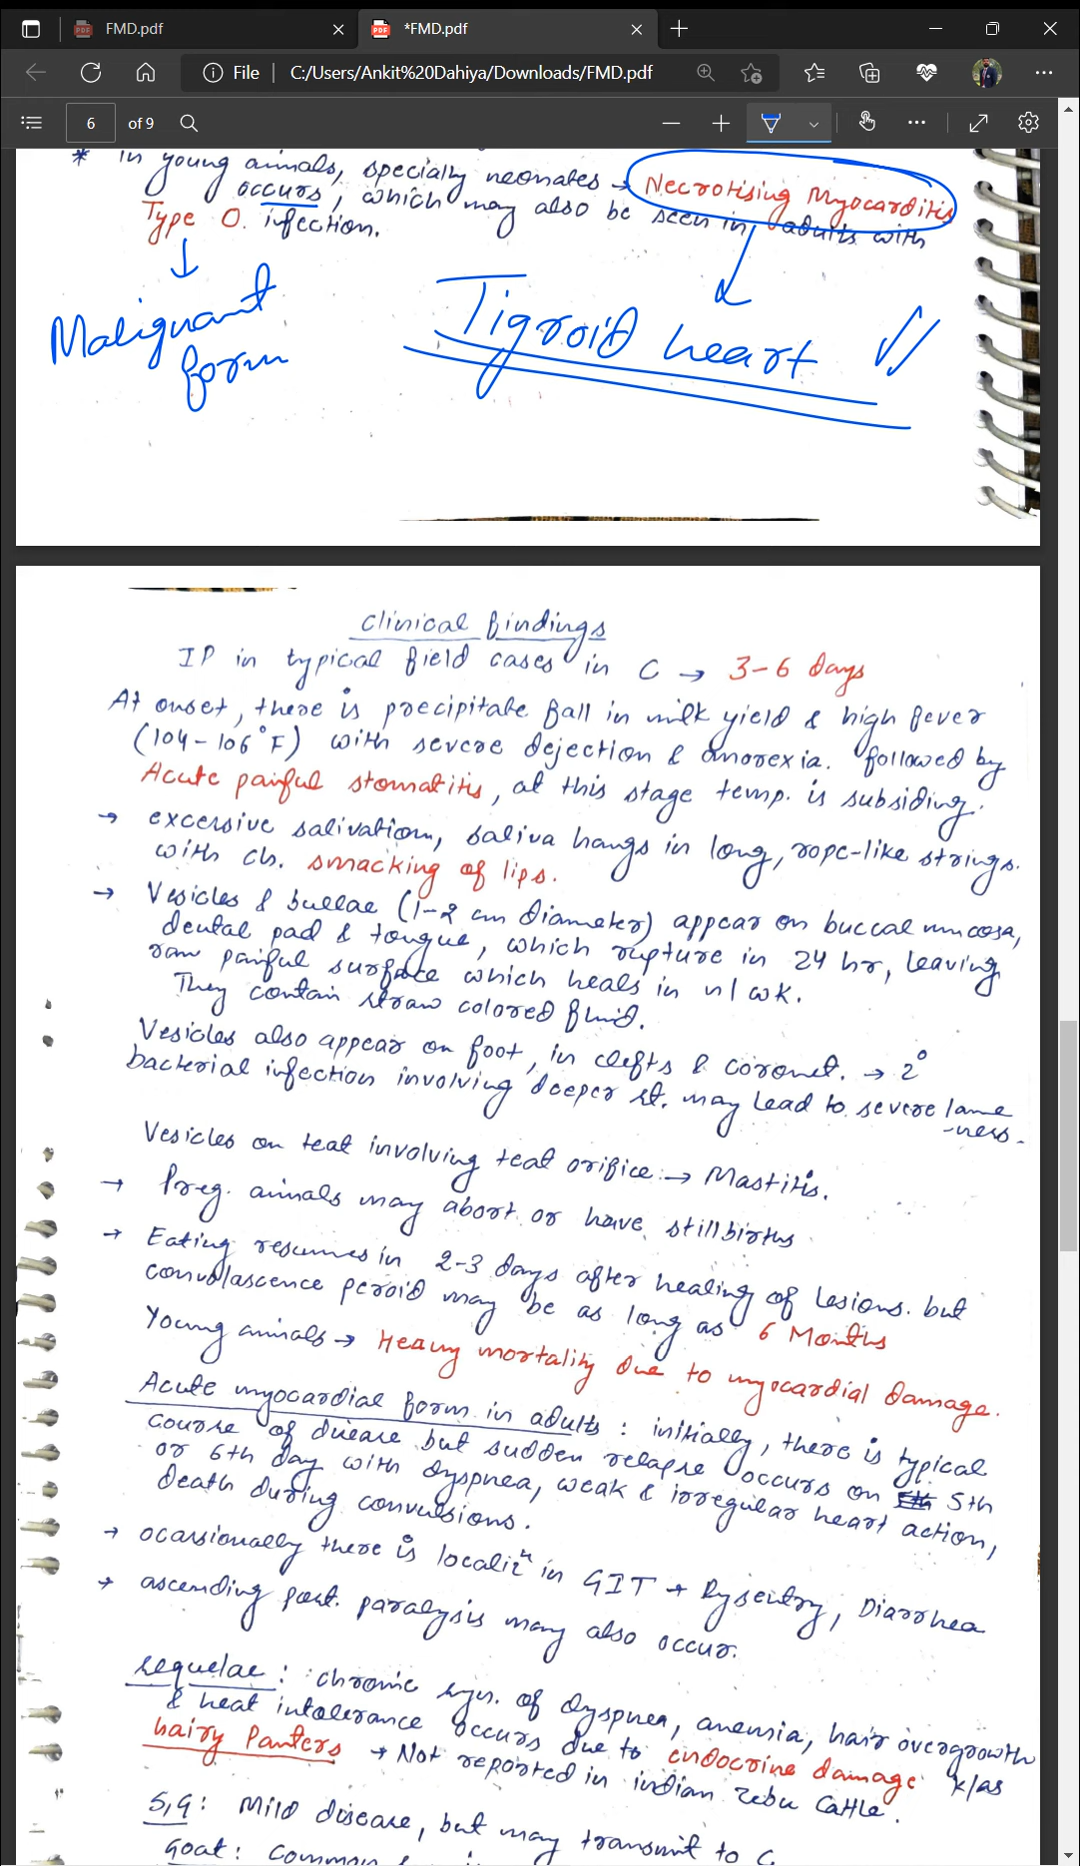 FMD.pdf
*FMD.pdf
File
C:/Users/Ankit%20Dahiya/Downloads/FMD.pdf
6 of 9
* in young animals, specially neonates → Necrotising Myocarditis
occurs, which may also be seen in adults with
Type O. infection.
↓
Malignant form
Tigroid heart
Clinical findings
IP in typical field cases in C → 3-6 days
At onset, there is precipitate fall in milk yield & high fever
(104-106°F) with severe dejection & anorexia. followed by
Acute painful stomatitis, at this stage temp. is subsiding.
→ excessive salivation, saliva hangs in long, rope-like strings.
with ch. smacking of lips.
→ Vesicles & bullae (1-2 cm diameter) appear on buccal mucosa,
dental pad & tongue, which rupture in 24 hr, leaving
raw painful surface which heals in n/ wk.
They contain straw colored fluid.
Vesicles also appear on foot, in clefts & coronet. → 2°
bacterial infection involving deeper st. may lead to severe lame
-ness.
Vesicles on teat involving teat orifice → Mastitis.
→ Preg. animals may abort or have stillbirths
→ Eating resumes in 2-3 days after healing of lesions. but
convalascence peroid may be as long as 6 Months
Young animals → Heavy mortality due to myocardial damage.
Acute myocardial form in adults : initially, there is typical
course of diseare but sudden relapse occurs on 5th
or 6th day with dyspnea, weak & irregular heart action,
death during convulsions.
→ ocassionally there is localizn in GIT → Dysentry, Diarrhea
→ ascending post. paralysis may also occur.
sequelae : chronic syn. of dyspnea, anemia, hair overgrowth
& heat intolerance occurs due to endocrine damage k/as
hairy Panters → Not reported in indian zebu cattle.
S,G : Mild disease, but may transmit to C
Goat : Common